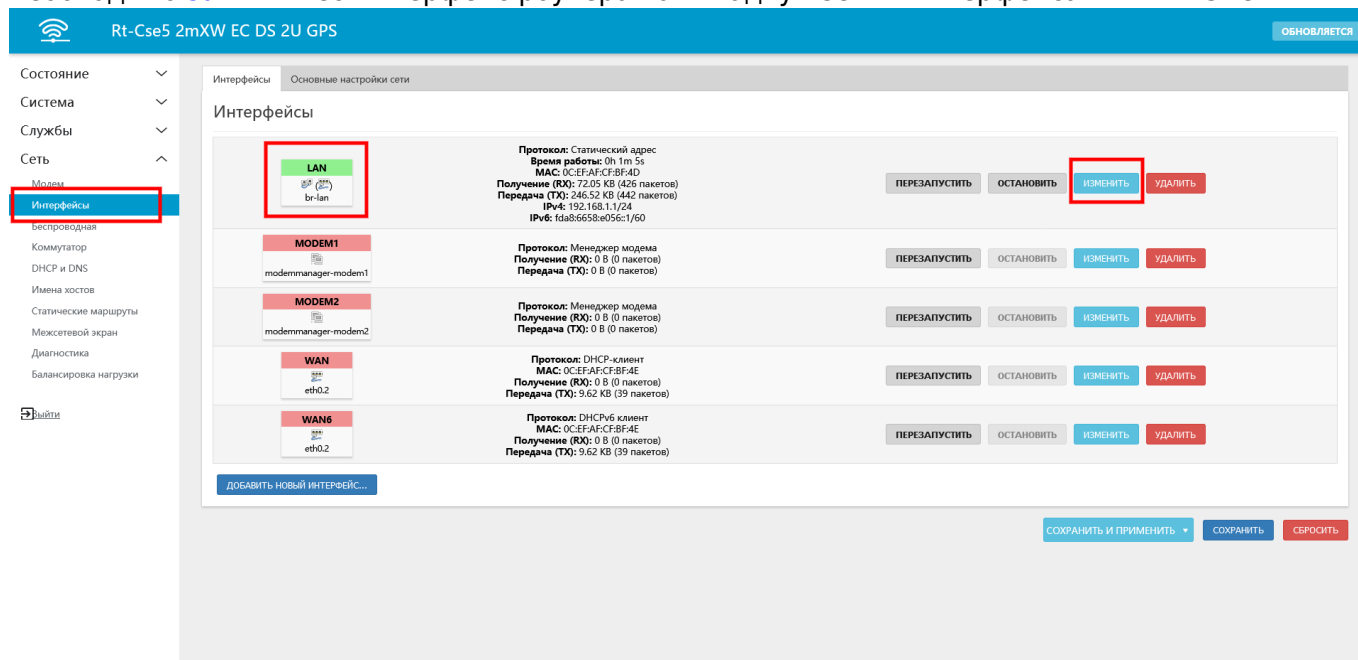 Rt-Cse5 2mXW EC DS 2U GPS
ОБНОВЛЯЕТСЯ
Состояние
Система
Службы
Сеть
Модем
Интерфейсы
Беспроводная
Коммутатор
DHCP и DNS
Имена хостов
Статические маршруты
Межсетевой экран
Диагностика
Балансировка нагрузки
Выйти
Интерфейсы Основные настройки сети
Интерфейсы
LAN
br-lan
Протокол: Статический адрес
Время работы: 0h 1m 5s
MAC: 0C:EF:AF:CF:BF:4D
Получение (RX): 72.05 KB (426 пакетов)
Передача (TX): 246.52 KB (442 пакетов)
IPv4: 192.168.1.1/24
IPv6: fda8:6658:e056::1/60
ПЕРЕЗАПУСТИТЬ ОСТАНОВИТЬ ИЗМЕНИТЬ УДАЛИТЬ
MODEM1
modemmanager-modem1
Протокол: Менеджер модема
Получение (RX): 0 B (0 пакетов)
Передача (TX): 0 B (0 пакетов)
ПЕРЕЗАПУСТИТЬ ОСТАНОВИТЬ ИЗМЕНИТЬ УДАЛИТЬ
MODEM2
modemmanager-modem2
Протокол: Менеджер модема
Получение (RX): 0 B (0 пакетов)
Передача (TX): 0 B (0 пакетов)
ПЕРЕЗАПУСТИТЬ ОСТАНОВИТЬ ИЗМЕНИТЬ УДАЛИТЬ
WAN
eth0.2
Протокол: DHCP-клиент
MAC: 0C:EF:AF:CF:BF:4E
Получение (RX): 0 B (0 пакетов)
Передача (TX): 9.62 KB (39 пакетов)
ПЕРЕЗАПУСТИТЬ ОСТАНОВИТЬ ИЗМЕНИТЬ УДАЛИТЬ
WAN6
eth0.2
Протокол: DHCPv6 клиент
MAC: 0C:EF:AF:CF:BF:4E
Получение (RX): 0 B (0 пакетов)
Передача (TX): 9.62 KB (39 пакетов)
ПЕРЕЗАПУСТИТЬ ОСТАНОВИТЬ ИЗМЕНИТЬ УДАЛИТЬ
ДОБАВИТЬ НОВЫЙ ИНТЕРФЕЙС...
СОХРАНИТЬ И ПРИМЕНИТЬ СОХРАНИТЬ СБРОСИТЬ